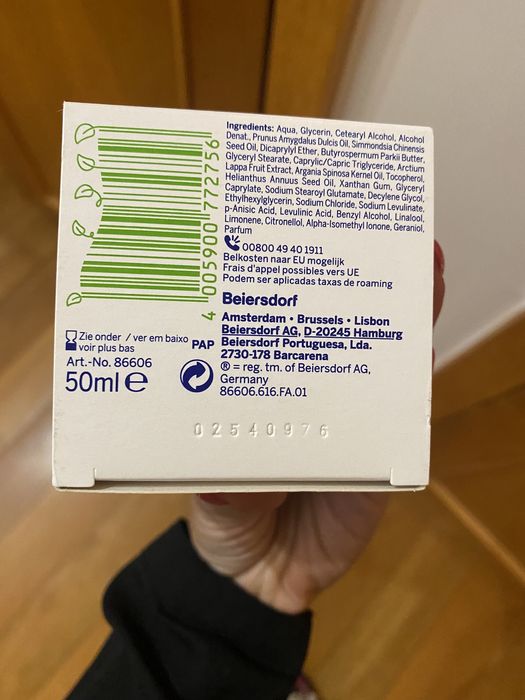 Ingredients: Aqua, Glycerin, Cetearyl Alcohol, Alcohol
Denat., Prunus Amygdalus Dulcis Oil, Simmondsia Chinensis
Seed Oil, Dicaprylyl Ether, Butyrospermum Parkii Butter,
Glyceryl Stearate, Caprylic/Capric Triglyceride, Arctium
Lappa Fruit Extract, Argania Spinosa Kernel Oil, Tocopherol,
Helianthus Annuus Seed Oil, Xanthan Gum, Glyceryl
Caprylate, Sodium Stearoyl Glutamate, Decylene Glycol,
Ethylhexylglycerin, Sodium Chloride, Sodium Levulinate,
p-Anisic Acid, Levulinic Acid, Benzyl Alcohol, Linalool,
Limonene, Citronellol, Alpha-Isomethyl Ionone, Geraniol,
Parfum
00800 49 40 1911
Belkosten naar EU mogelijk
Frais d'appel possibles vers UE
Podem ser aplicadas taxas de roaming
Beiersdorf
Amsterdam • Brussels • Lisbon
Beiersdorf AG, D-20245 Hamburg
Beiersdorf Portuguesa, Lda.
2730-178 Barcarena
® = reg. tm. of Beiersdorf AG,
Germany
86606.616.FA.01
4 005900 772756
Zie onder / ver em baixo
voir plus bas
Art.-No. 86606
50ml e
PAP
02540976